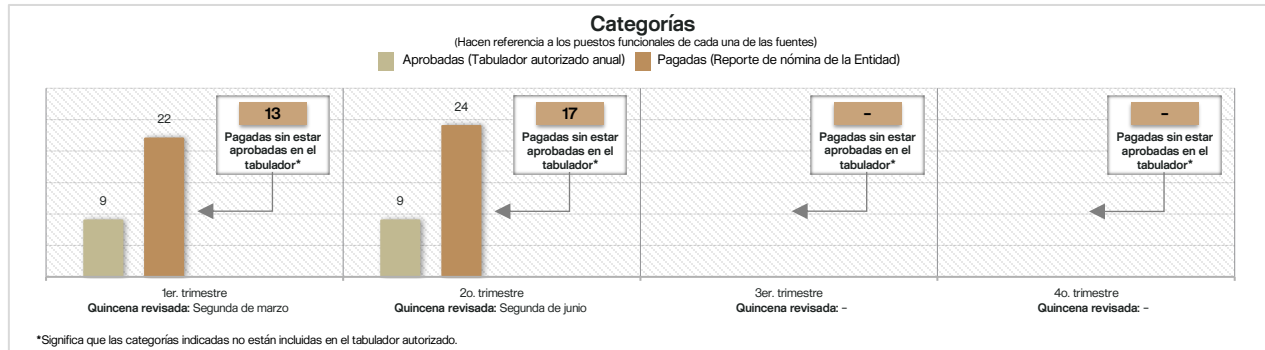 Categorías
(Hacen referencia a los puestos funcionales de cada una de las fuentes)
Aprobadas (Tabulador autorizado anual) Pagadas (Reporte de nómina de la Entidad)
13
Pagadas sin estar
aprobadas en el
tabulador*
22
9
17
Pagadas sin estar
aprobadas en el
tabulador*
24
9
–
Pagadas sin estar
aprobadas en el
tabulador*
–
Pagadas sin estar
aprobadas en el
tabulador*
1er. trimestre
Quincena revisada: Segunda de marzo
2o. trimestre
Quincena revisada: Segunda de junio
3er. trimestre
Quincena revisada: –
4o. trimestre
Quincena revisada: –
*Significa que las categorías indicadas no están incluidas en el tabulador autorizado.